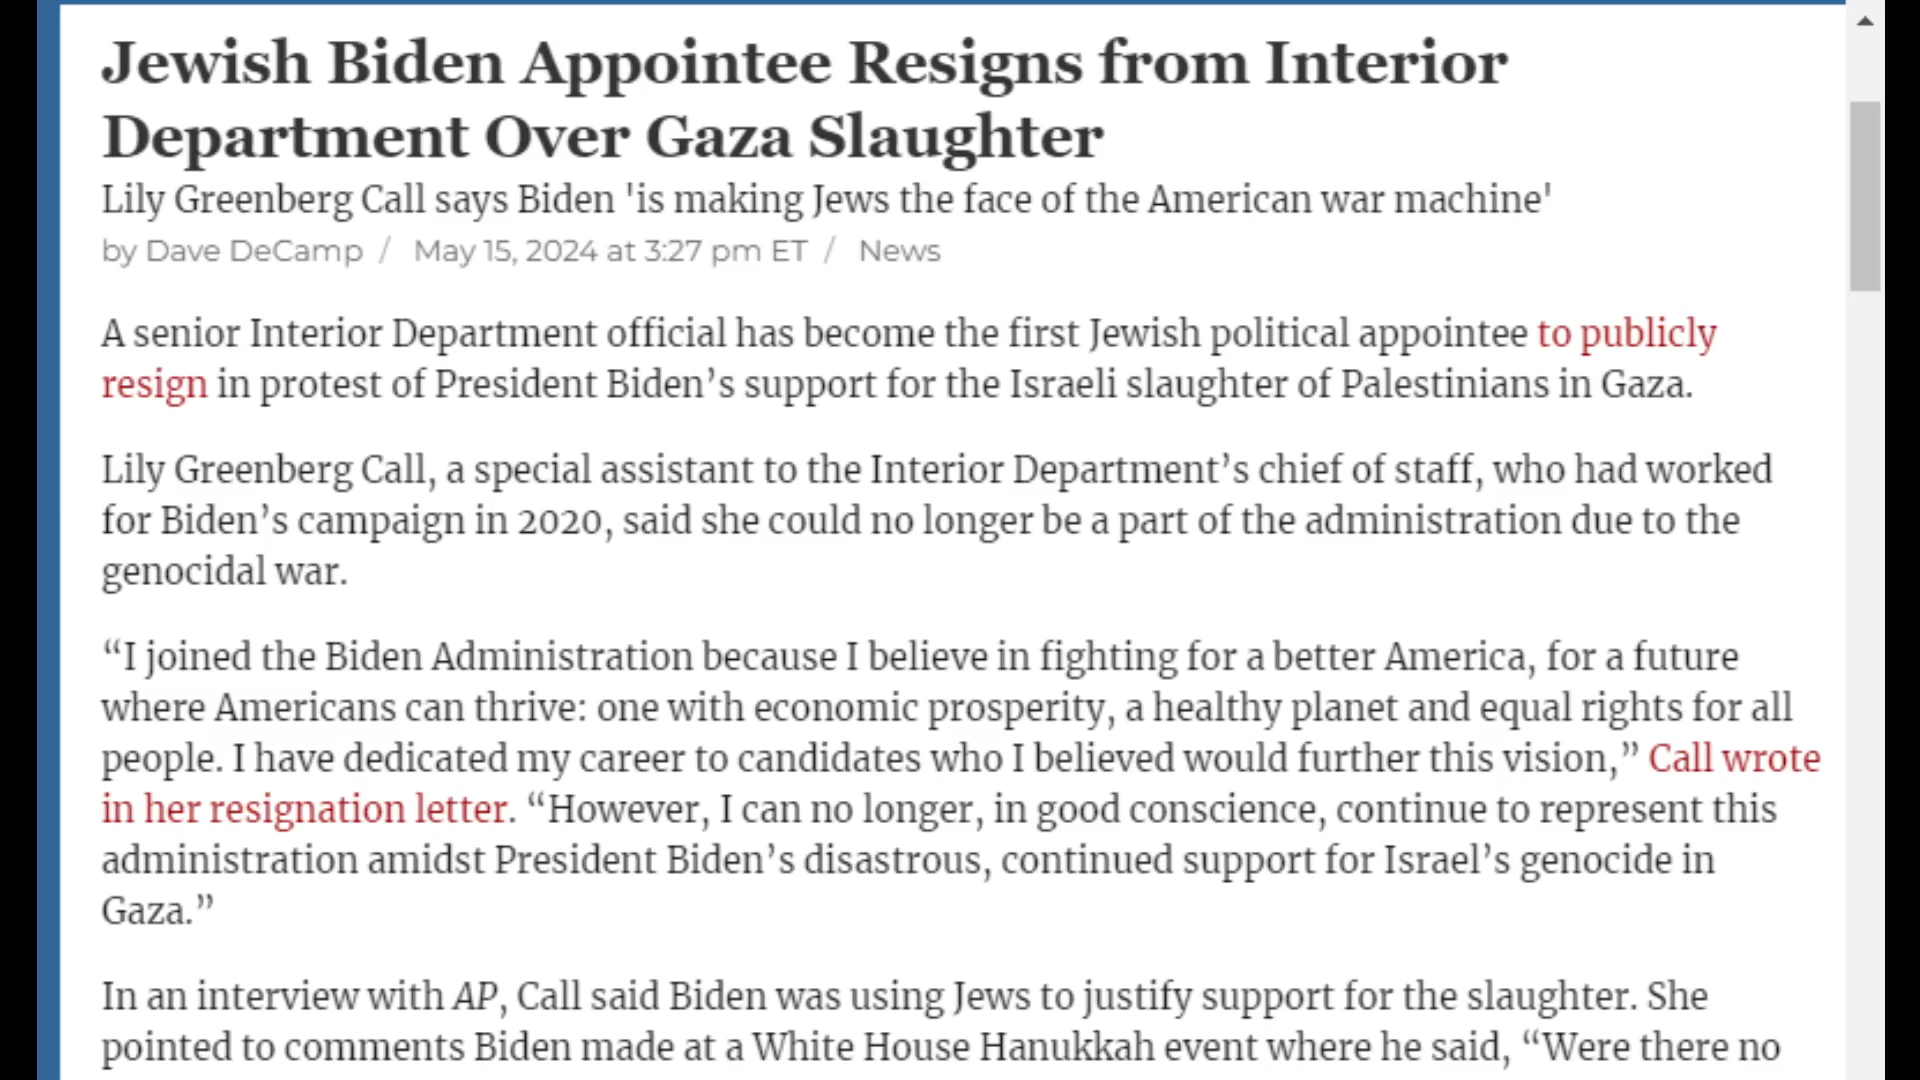 Jewish Biden Appointee Resigns from Interior
Department Over Gaza Slaughter
Lily Greenberg Call says Biden 'is making Jews the face of the American war machine'
by Dave DeCamp / May 15, 2024 at 3:27 pm ET / News
A senior Interior Department official has become the first Jewish political appointee to publicly
resign in protest of President Biden’s support for the Israeli slaughter of Palestinians in Gaza.
Lily Greenberg Call, a special assistant to the Interior Department’s chief of staff, who had worked
for Biden’s campaign in 2020, said she could no longer be a part of the administration due to the
genocidal war.
“I joined the Biden Administration because I believe in fighting for a better America, for a future
where Americans can thrive: one with economic prosperity, a healthy planet and equal rights for all
people. I have dedicated my career to candidates who I believed would further this vision,” Call wrote
in her resignation letter. “However, I can no longer, in good conscience, continue to represent this
administration amidst President Biden’s disastrous, continued support for Israel’s genocide in
Gaza.”
In an interview with AP, Call said Biden was using Jews to justify support for the slaughter. She
pointed to comments Biden made at a White House Hanukkah event where he said, “Were there no